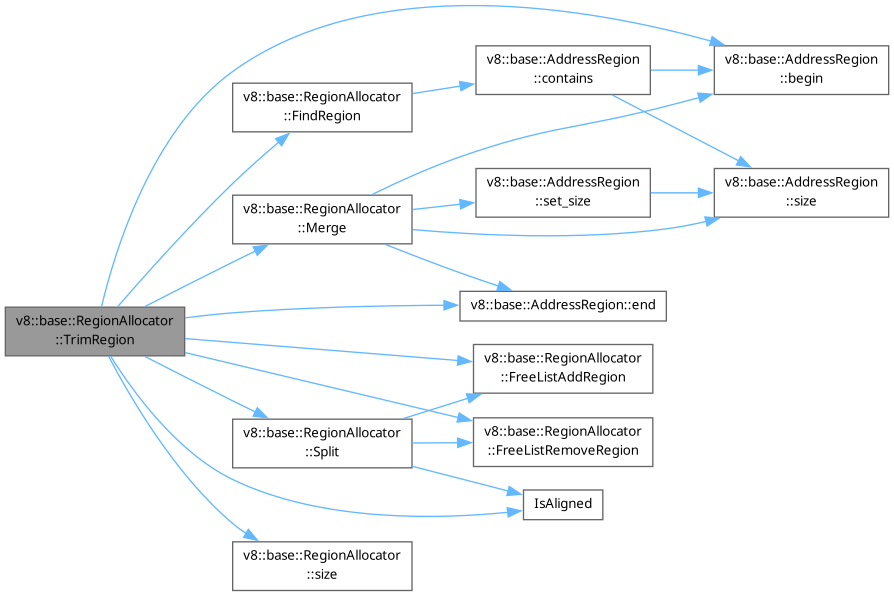 v8::base::AddressRegion
::begin
v8::base::AddressRegion
::contains
v8::base::RegionAllocator
::FindRegion
v8::base::AddressRegion
::set_size
v8::base::AddressRegion
::size
v8::base::RegionAllocator
::Merge
v8::base::AddressRegion::end
v8::base::RegionAllocator
::TrimRegion
v8::base::RegionAllocator
::FreeListAddRegion
v8::base::RegionAllocator
::Split
v8::base::RegionAllocator
::FreeListRemoveRegion
IsAligned
v8::base::RegionAllocator
::size